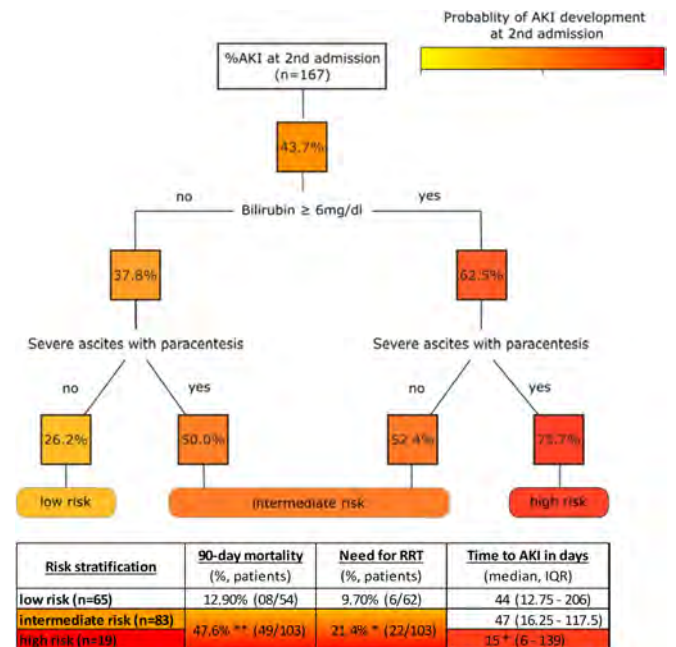 Probablity of AKI development
at 2nd admission
%AKI at 2nd admission
(n=167)
43.7%
no
yes
Bilirubin ≥ 6mg/dl
37.8%
62.5%
Severe ascites with paracentesis
Severe ascites with paracentesis
no
yes
no
yes
26.2%
50.0%
52.4%
low risk
intermediate risk
high risk
Risk stratification
90-day mortality
(%, patients)
Need for RRT
(%, patients)
Time to AKI in days
(median, IQR)
low risk (n=65)
12.90% (08/54)
9.70% (6/62)
44 (12.75 - 206)
intermediate risk (n=83)
47.6% ** (49/103)
21.4% * (22/103)
47 (16.25 - 117.5)
high risk (n=19)
15 + (6 - 139)